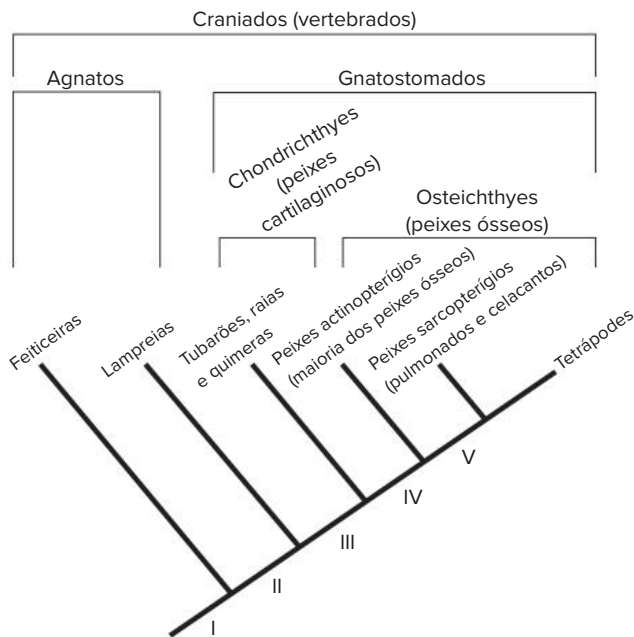 Craniados (vertebrados)
Agnatos
Gnatostomados
Chondrichthyes
(peixes
cartilaginosos)
Osteichthyes
(peixes ósseos)
Feiticeiras
Lampreias
Tubarões, raias
e quimeras
Peixes actinopterígios
(maioria dos peixes ósseos)
Peixes sarcopterígios
(pulmonados e celacantos)
Tetrápodes
V
IV
III
II
I